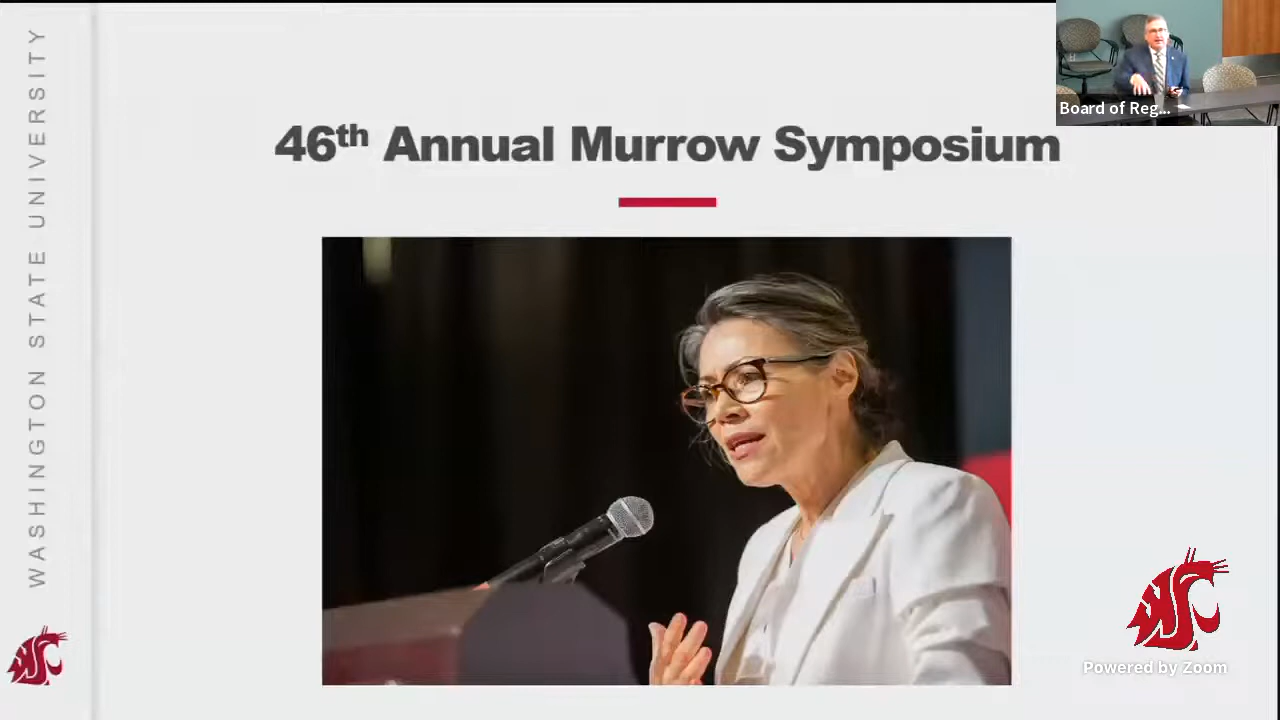 WASHINGTON STATE UNIVERSITY
46th Annual Murrow Symposium
Board of Reg...
Powered by Zoom